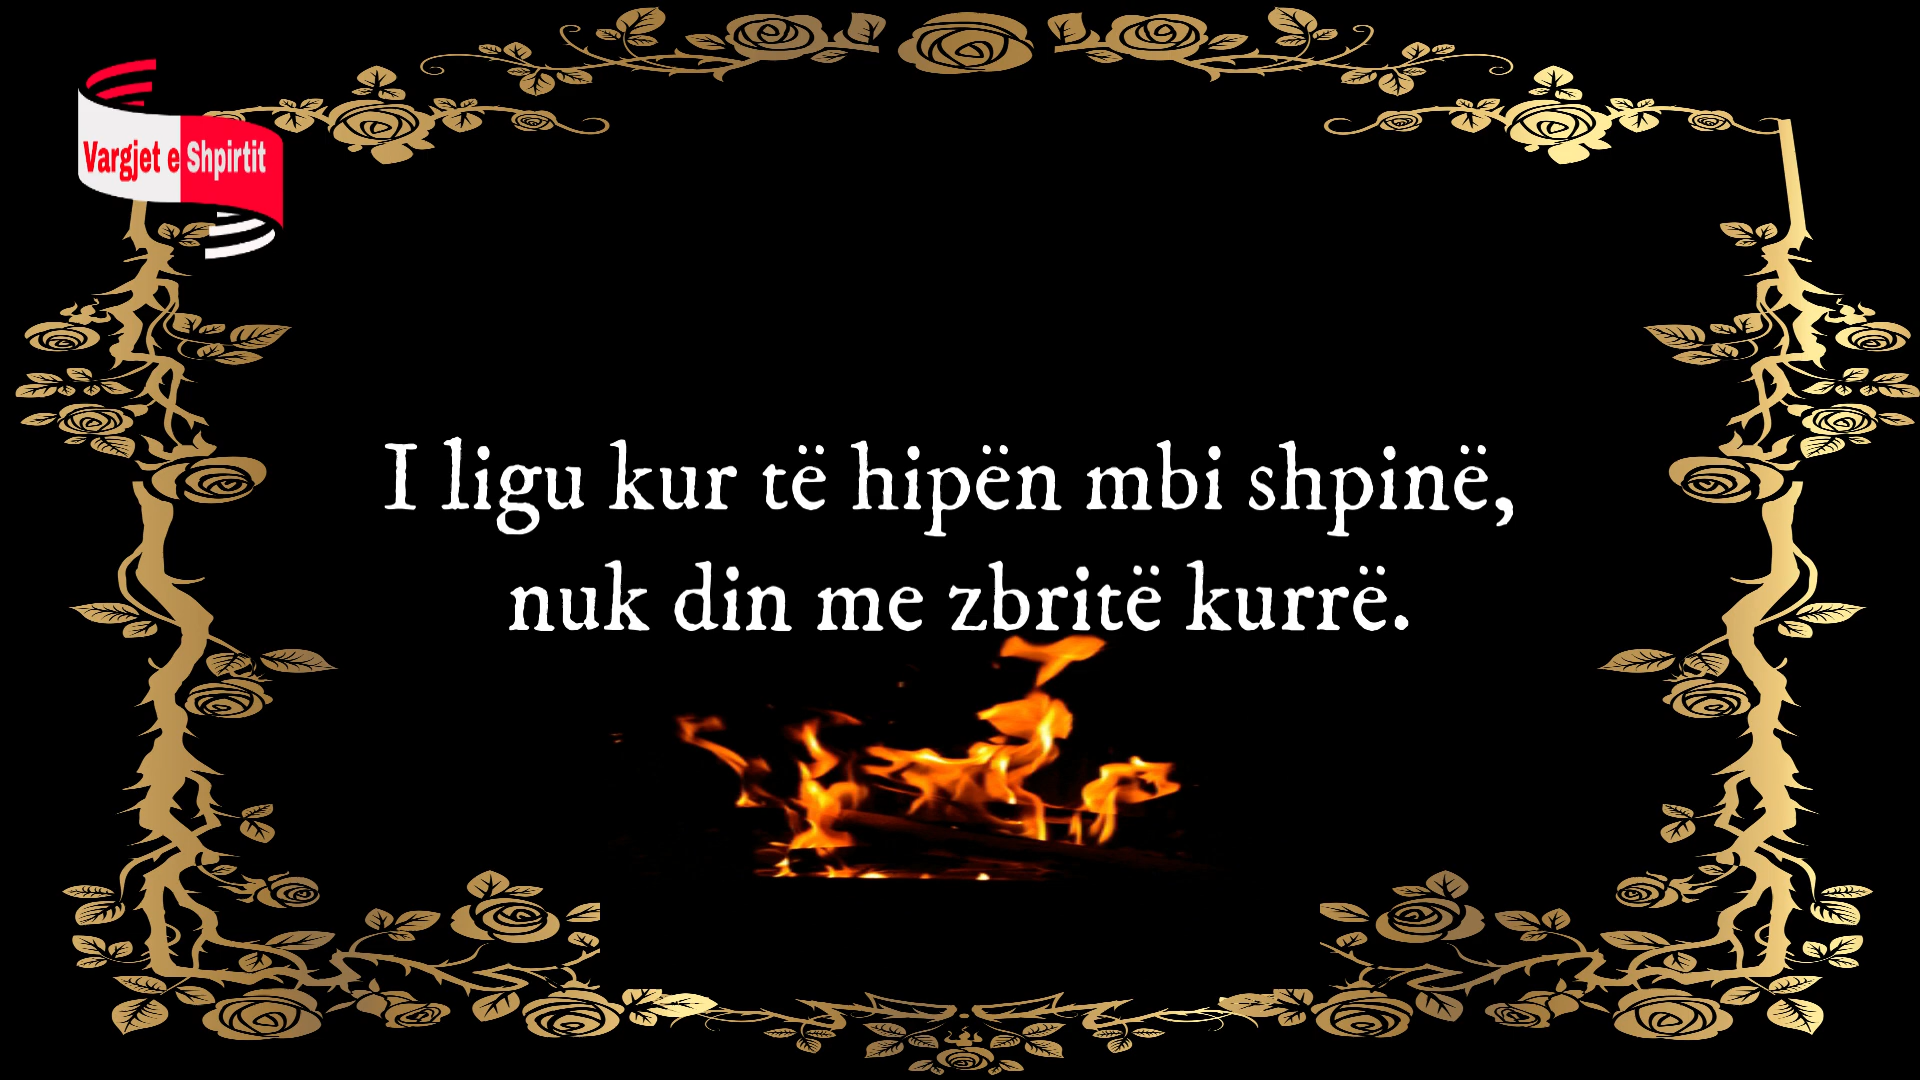 Vargjet e Shpirtit
I ligu kur të hipën mbi shpinë,
nuk din me zbritë kurrë.